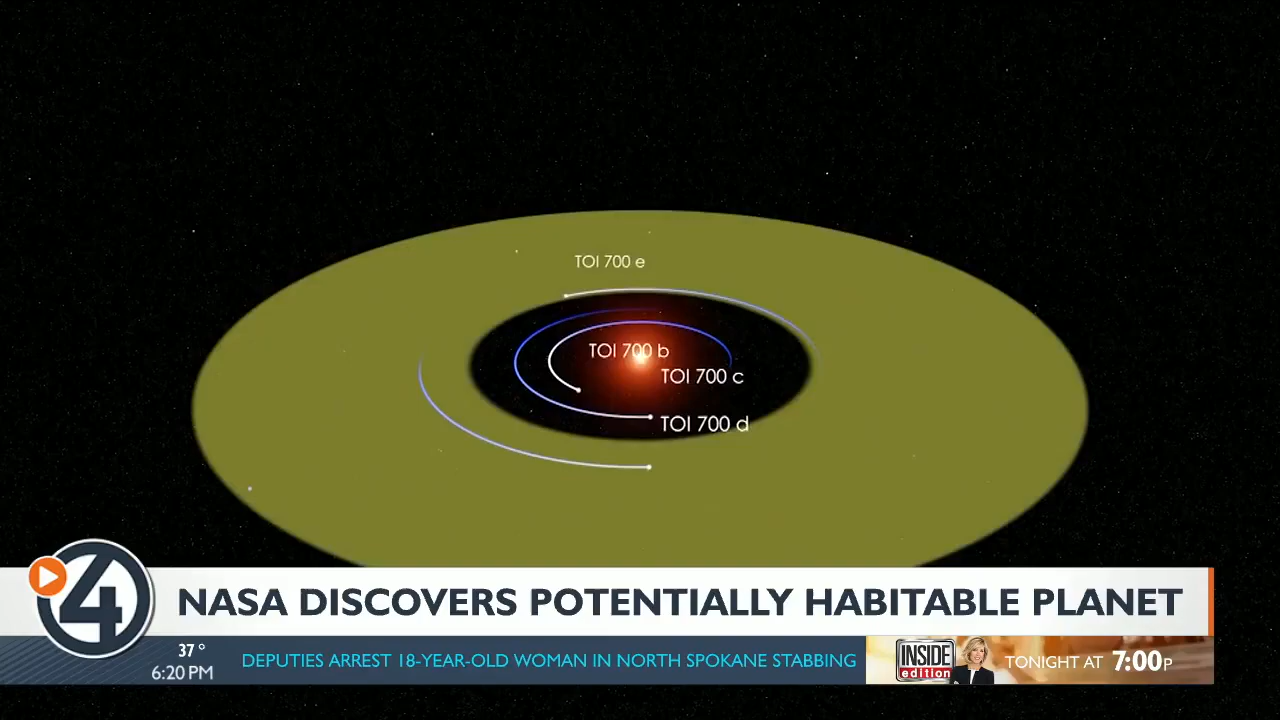 TOI 700 e
TOI 700 b
TOI 700 c
TOI 700 d
4
NASA DISCOVERS POTENTIALLY HABITABLE PLANET
37°
6:20 PM
DEPUTIES ARREST 18-YEAR-OLD WOMAN IN NORTH SPOKANE STABBING
INSIDE
edition
TONIGHT AT 7:00P